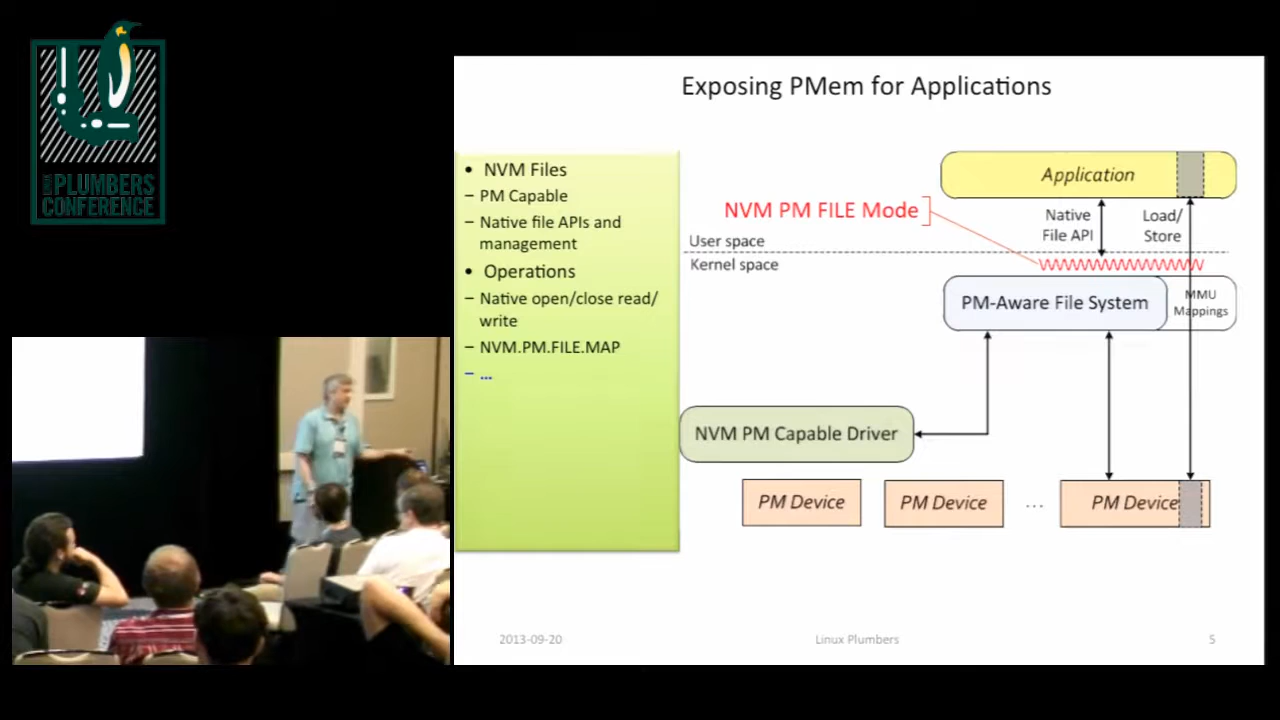 PLUMBERS
CONFERENCE
Exposing PMem for Applications
• NVM Files
– PM Capable
– Native file APIs and
management
• Operations
– Native open/close read/
write
– NVM.PM.FILE.MAP
– ...
Application
NVM PM FILE Mode
Native
File API
Load/
Store
User space
Kernel space
PM-Aware File System
MMU
Mappings
NVM PM Capable Driver
PM Device
PM Device
...
PM Device
2013-09-20
Linux Plumbers
5